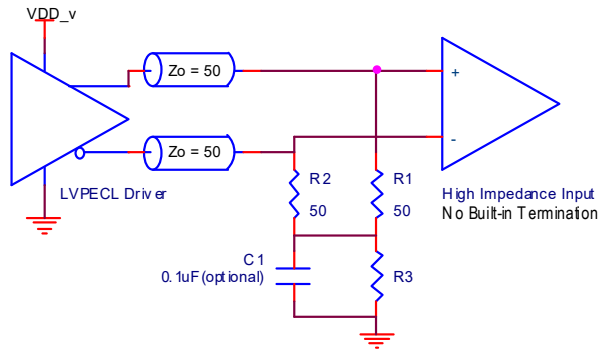 VDD_v
Zo = 50
+
Zo = 50
-
LVPECL Driver
R2
50
R1
50
High Impedance Input
No Built-in Termination
C1
0.1uF(optional)
R3